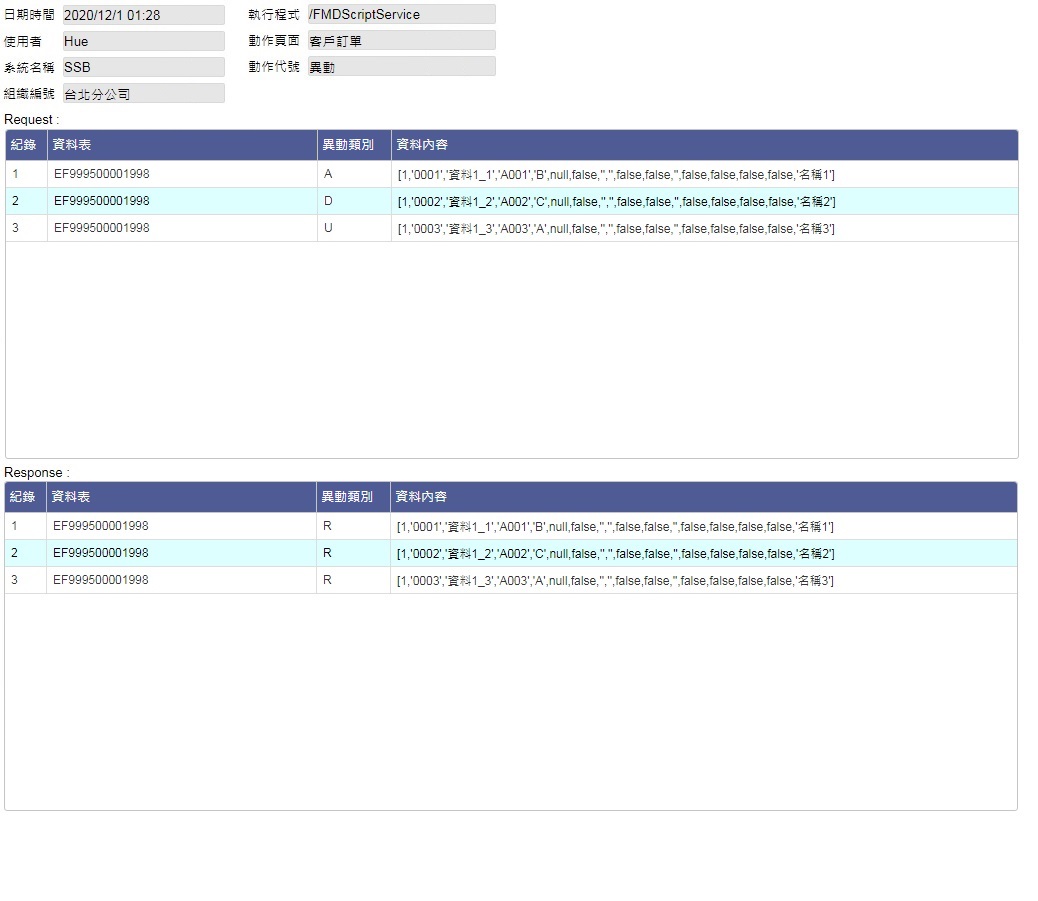 日期時間 2020/12/1 01:28 執行程式 /FMDScriptService
使用者 Hue 動作頁面 客戶訂單
系統名稱 SSB 動作代號 異動
組織編號 台北分公司
Request :
紀錄 資料表 異動類別 資料內容
1 EF999500001998 A [1,'0001','資料1_1','A001','B',null,false,'','',false,false,'',false,false,false,false,'名稱1']
2 EF999500001998 D [1,'0002','資料1_2','A002','C',null,false,'','',false,false,'',false,false,false,false,'名稱2']
3 EF999500001998 U [1,'0003','資料1_3','A003','A',null,false,'','',false,false,'',false,false,false,false,'名稱3']
Response :
紀錄 資料表 異動類別 資料內容
1 EF999500001998 R [1,'0001','資料1_1','A001','B',null,false,'','',false,false,'',false,false,false,false,'名稱1']
2 EF999500001998 R [1,'0002','資料1_2','A002','C',null,false,'','',false,false,'',false,false,false,false,'名稱2']
3 EF999500001998 R [1,'0003','資料1_3','A003','A',null,false,'','',false,false,'',false,false,false,false,'名稱3']